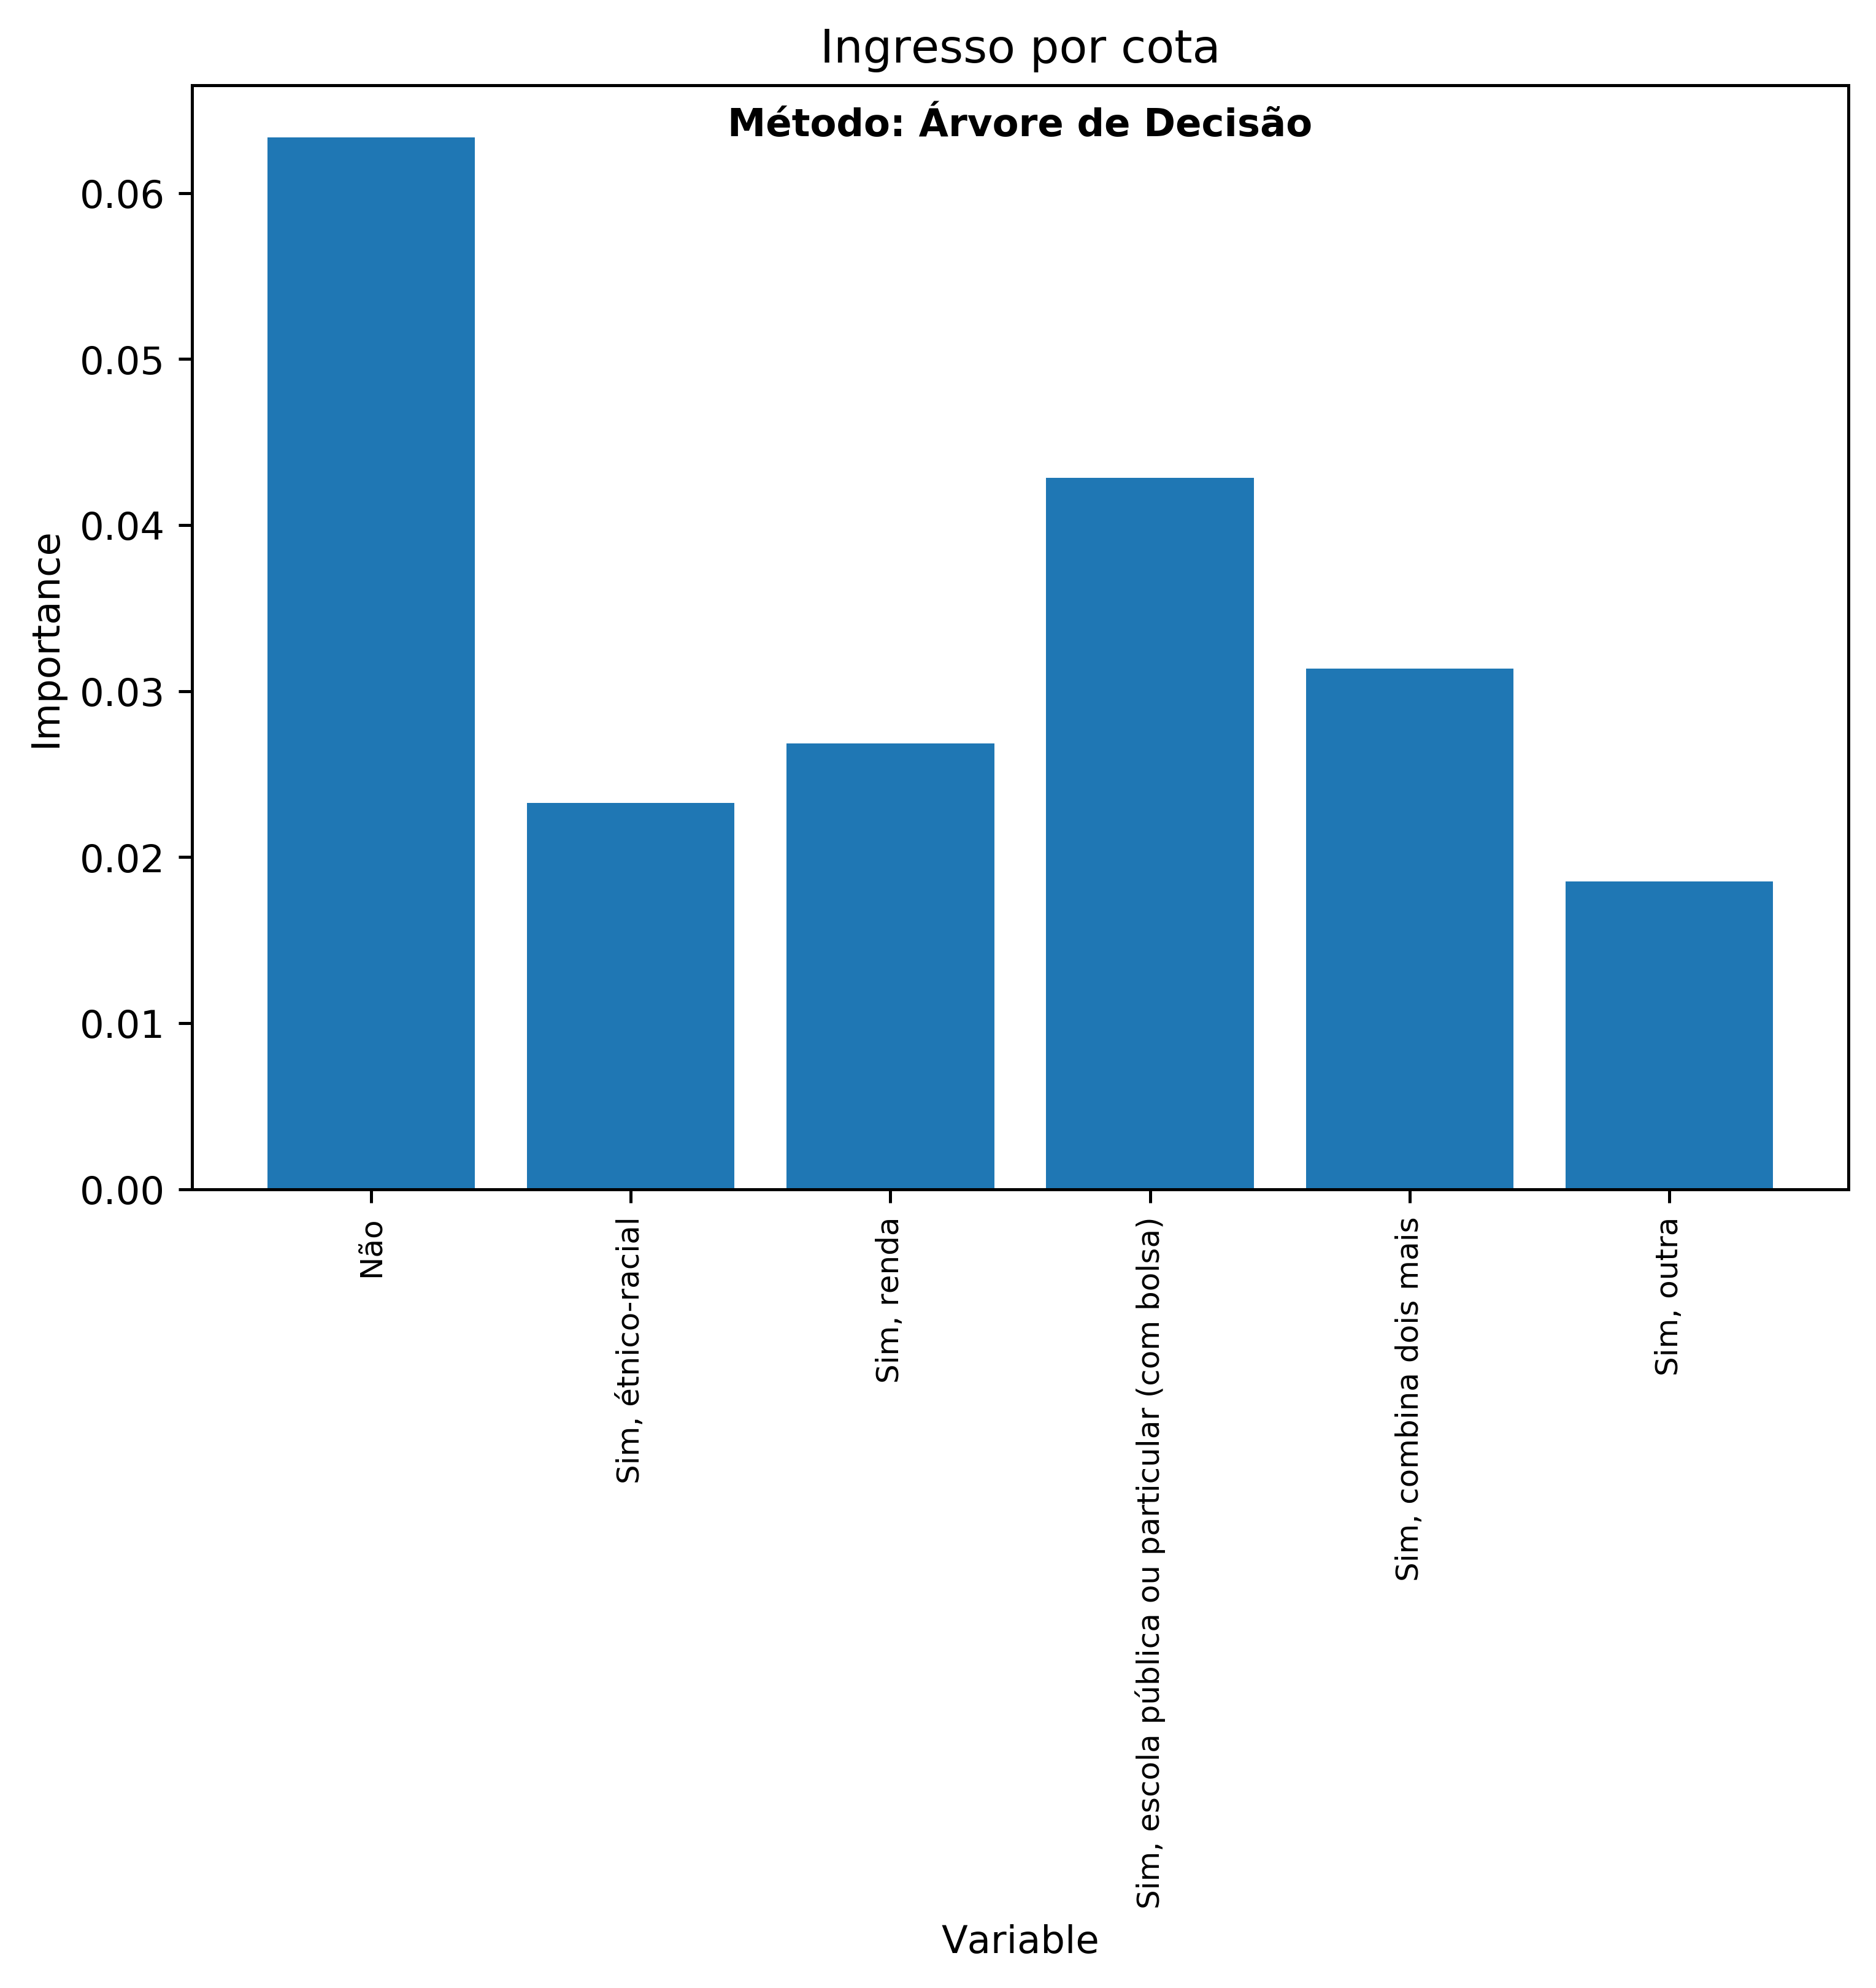 Ingresso por cota
Método: Árvore de Decisão
Importance
0.06
0.05
0.04
0.03
0.02
0.01
0.00
Não
Sim, étnico-racial
Sim, renda
Sim, escola pública ou particular (com bolsa)
Sim, combina dois mais
Sim, outra
Variable